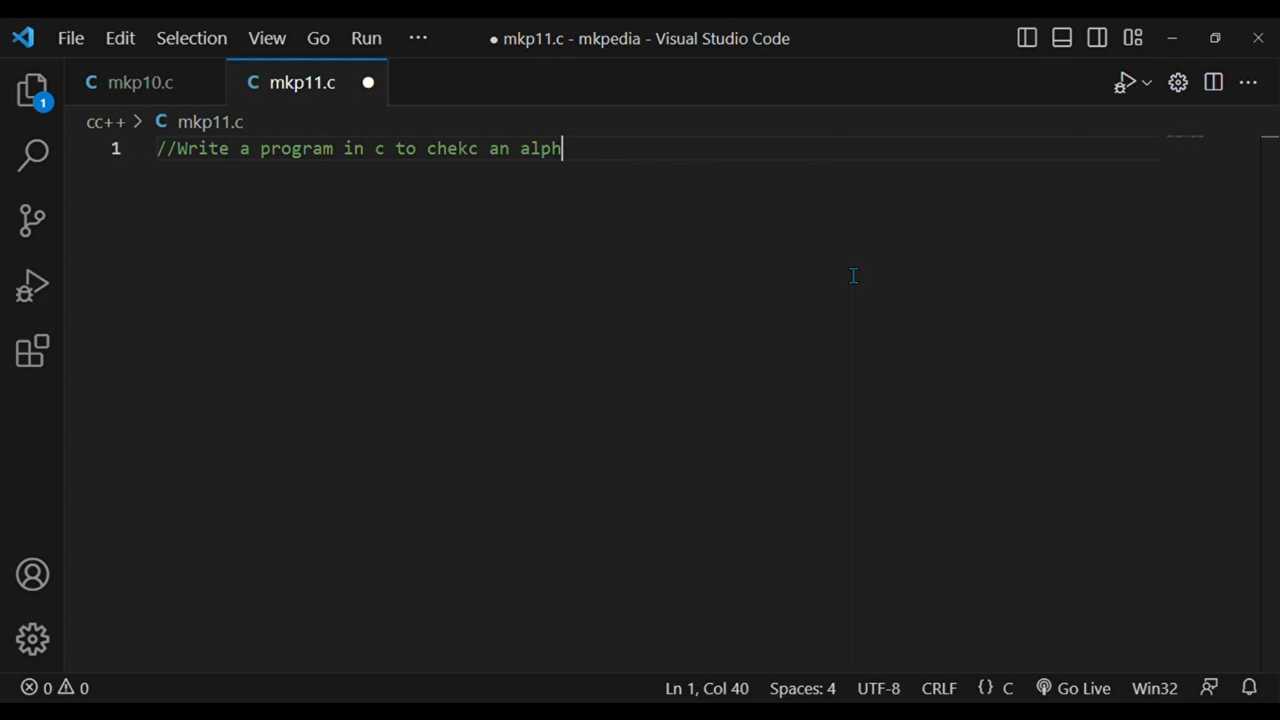 File Edit Selection View Go Run ··· ● mkp11.c - mkpedia - Visual Studio Code
C mkp10.c C mkp11.c ●
1
cc++ > C mkp11.c
1 //Write a program in c to chekc an alph
0 0 Ln 1, Col 40 Spaces: 4 UTF-8 CRLF {} C Go Live Win32